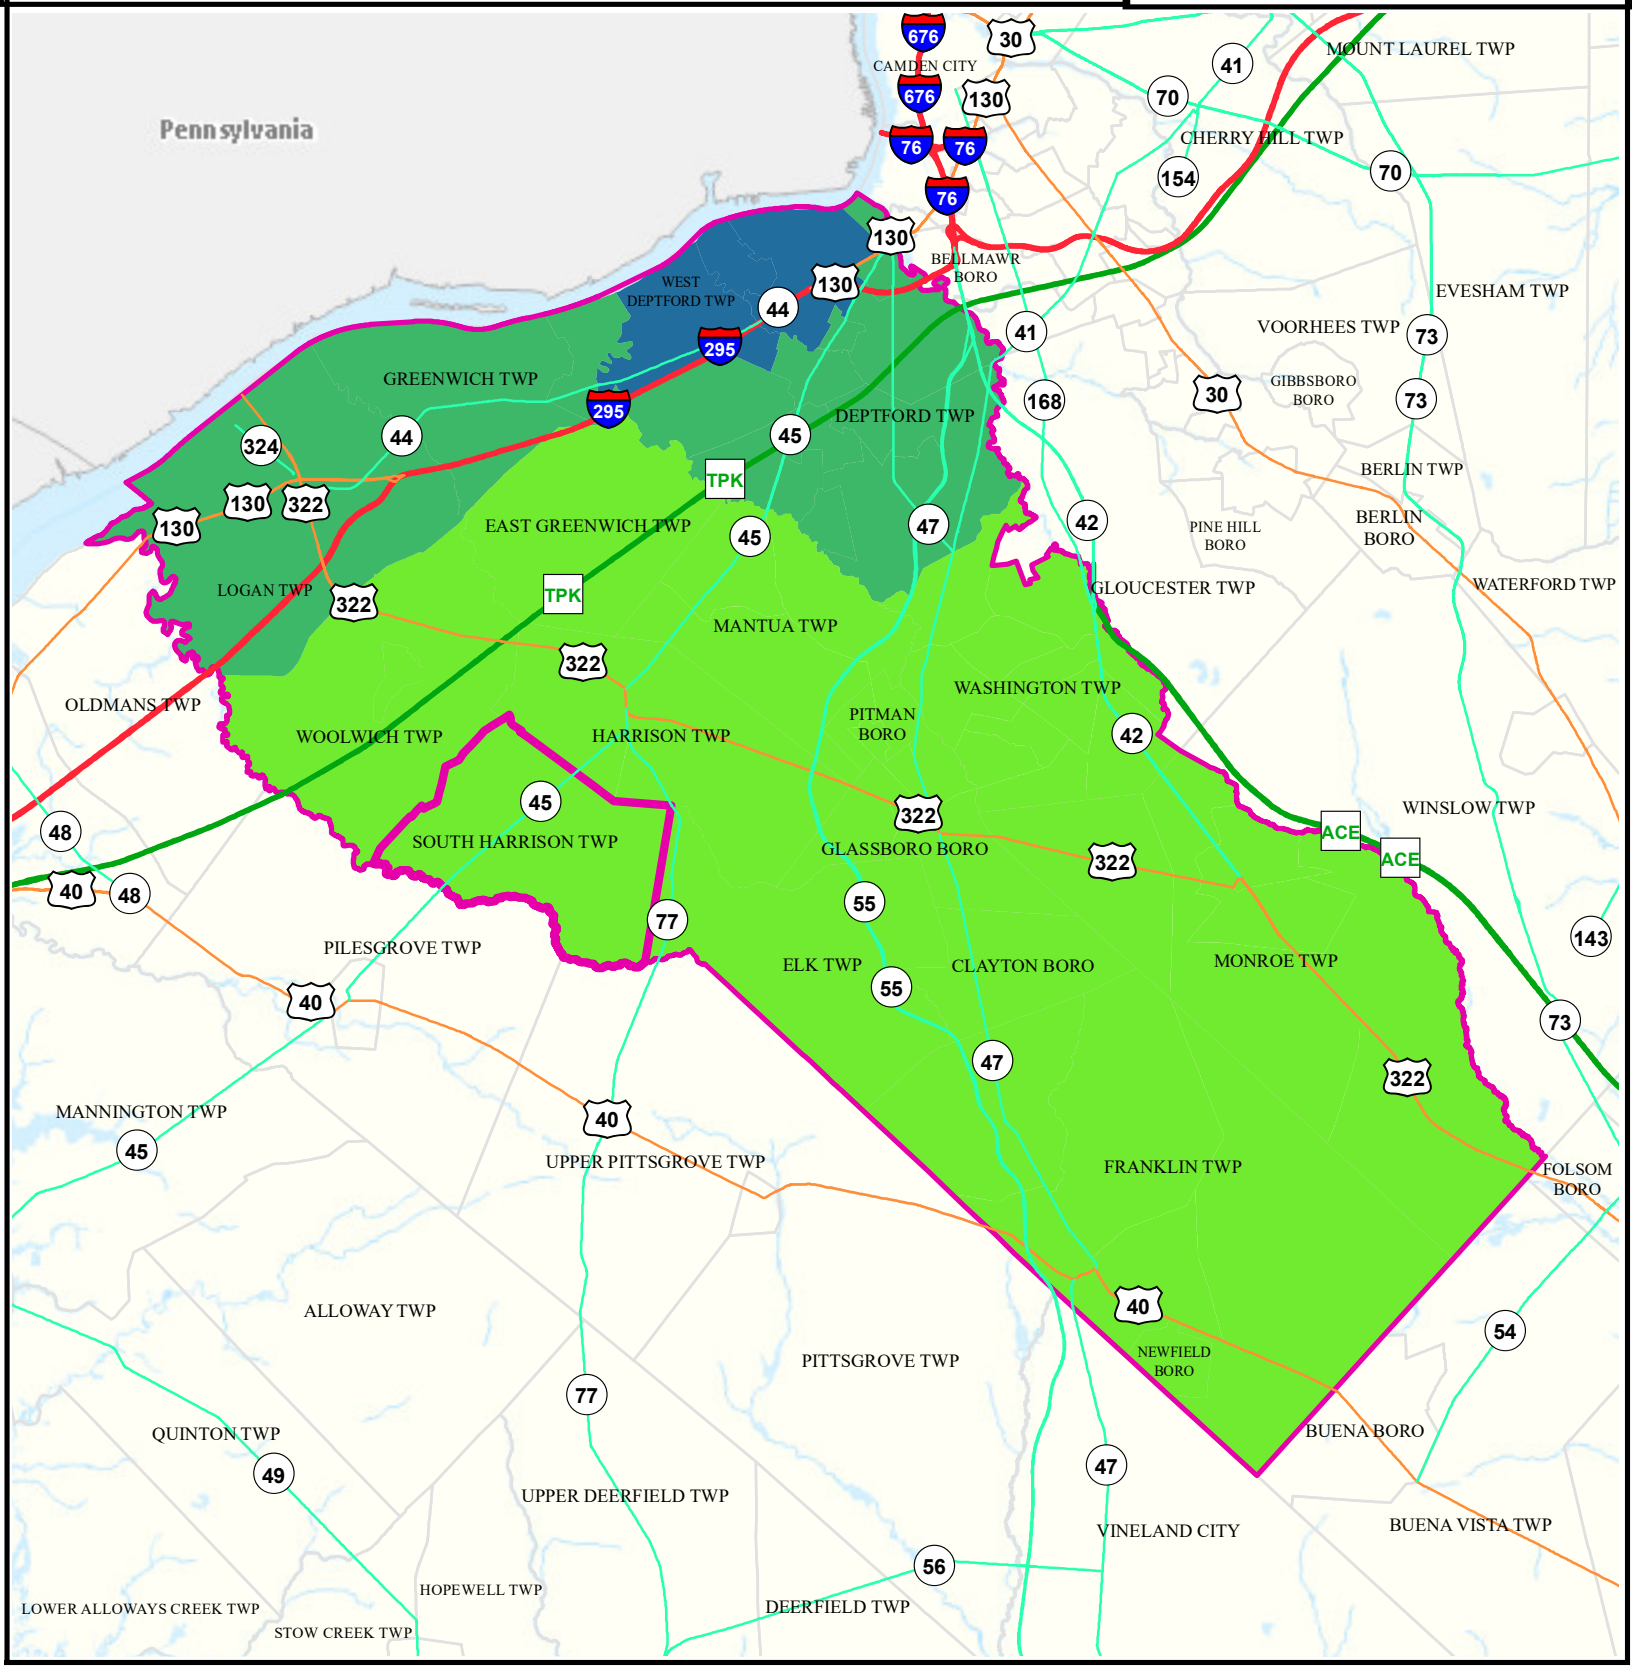 676
30
MOUNT LAUREL TWP
41
CAMDEN CITY
676
130
70
Pennsylvania
76
76
CHERRY HILL TWP
154
70
76
130
BELLMAWR
BORO
WEST
DEPTFORD TWP
130
44
EVESHAM TWP
VOORHEES TWP
73
41
295
GREENWICH TWP
GIBBSBORO
BORO
30
73
168
295
DEPTFORD TWP
324
44
45
BERLIN TWP
TPK
130
322
130
EAST GREENWICH TWP
45
47
42
PINE HILL
BORO
BERLIN
BORO
LOGAN TWP
322
TPK
GLOUCESTER TWP
WATERFORD TWP
MANTUA TWP
322
WASHINGTON TWP
OLDMANS TWP
PITMAN
BORO
WOOLWICH TWP
HARRISON TWP
42
45
322
WINSLOW TWP
48
SOUTH HARRISON TWP
GLASSBORO BORO
322
ACE
ACE
40
48
55
77
143
PILESGROVE TWP
ELK TWP
CLAYTON BORO
MONROE TWP
55
40
73
47
322
MANNINGTON TWP
40
45
UPPER PITTSGROVE TWP
FRANKLIN TWP
FOLSOM
BORO
ALLOWAY TWP
40
54
PITTSGROVE TWP
NEWFIELD
BORO
77
QUINTON TWP
BUENA BORO
49
47
UPPER DEERFIELD TWP
VINELAND CITY
BUENA VISTA TWP
56
HOPEWELL TWP
LOWER ALLOWAYS CREEK TWP
DEERFIELD TWP
STOW CREEK TWP